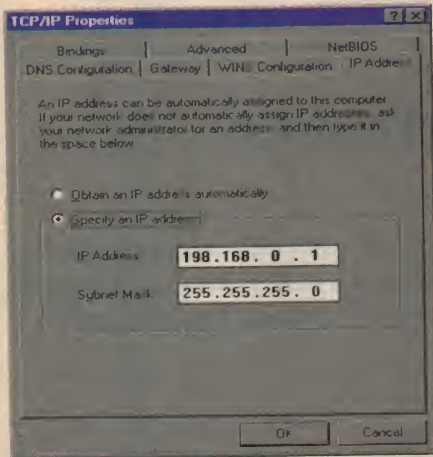 TCP/IP Properties
Bindings Advanced NetBIOS
DNS Configuration Gateway WINS Configuration IP Address
An IP address can be automatically assigned to this computer.
If your network does not automatically assign IP addresses, ask
your network administrator for an address, and then type it in
the space below.
Obtain an IP address automatically
Specify an IP address:
IP Address: 198.168. 0 . 1
Subnet Mask: 255.255.255. 0
OK Cancel